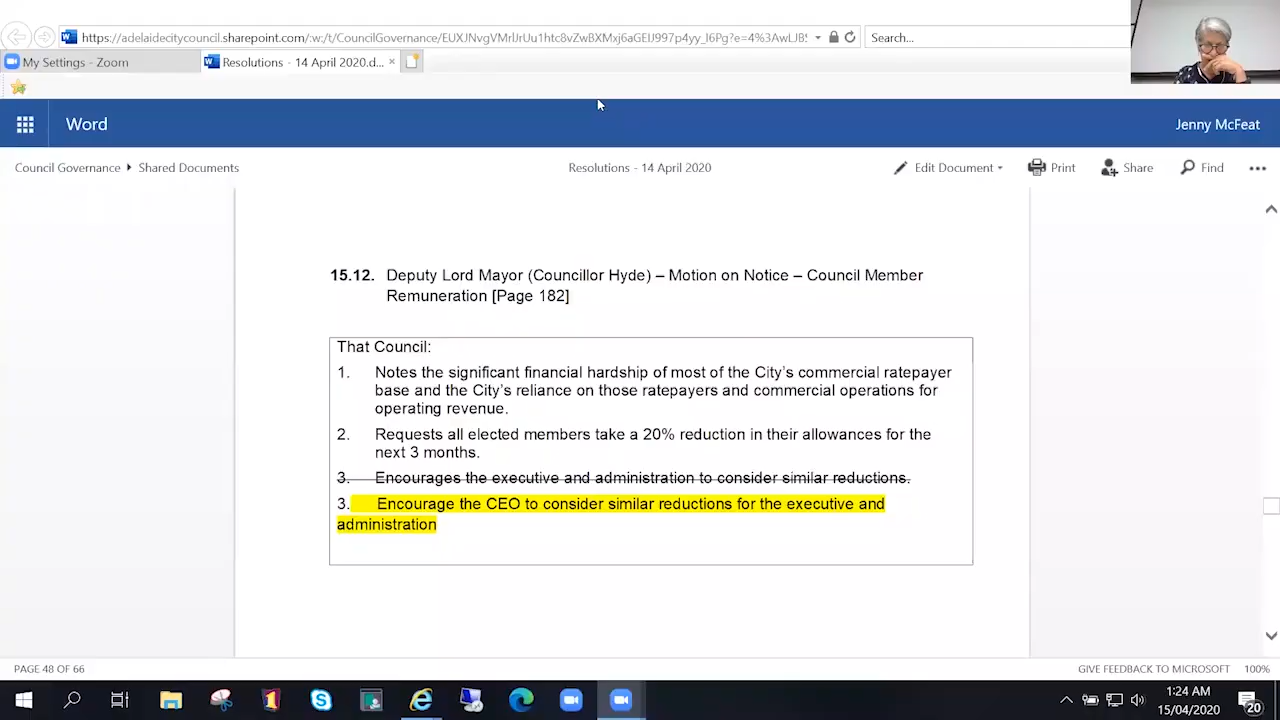 https://adelaidecitycouncil.sharepoint.com/:w:/t/CouncilGovernance/
Search...
My Settings - Zoom
Resolutions - 14 April 2020.d...
Word
Jenny McFeat
Council Governance
Shared Documents
Resolutions - 14 April 2020
Edit Document
Print
Share
Find
15.12. Deputy Lord Mayor (Councillor Hyde) – Motion on Notice – Council Member
Remuneration [Page 182]
That Council:
1. Notes the significant financial hardship of most of the City's commercial ratepayer
base and the City's reliance on those ratepayers and commercial operations for
operating revenue.
2. Requests all elected members take a 20% reduction in their allowances for the
next 3 months.
3. Encourages the executive and administration to consider similar reductions.
3. Encourage the CEO to consider similar reductions for the executive and
administration
PAGE 48 OF 66
GIVE FEEDBACK TO MICROSOFT
100%
1:24 AM
15/04/2020
20